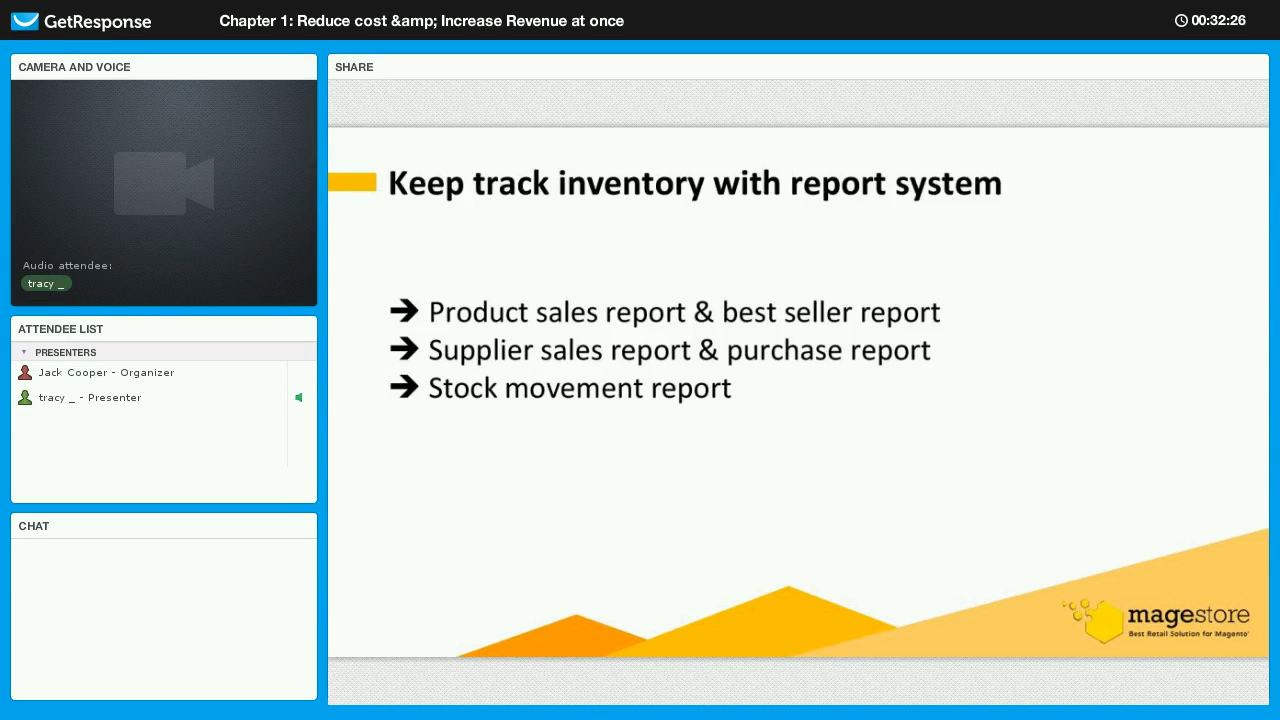 GetResponse
Chapter 1: Reduce cost &amp; Increase Revenue at once
00:32:26
CAMERA AND VOICE
Audio attendee:
tracy _
ATTENDEE LIST
PRESENTERS
Jack Cooper - Organizer
tracy _ - Presenter
CHAT
SHARE
Keep track inventory with report system
➔ Product sales report & best seller report
➔ Supplier sales report & purchase report
➔ Stock movement report
magestore
Best Retail Solution for Magento